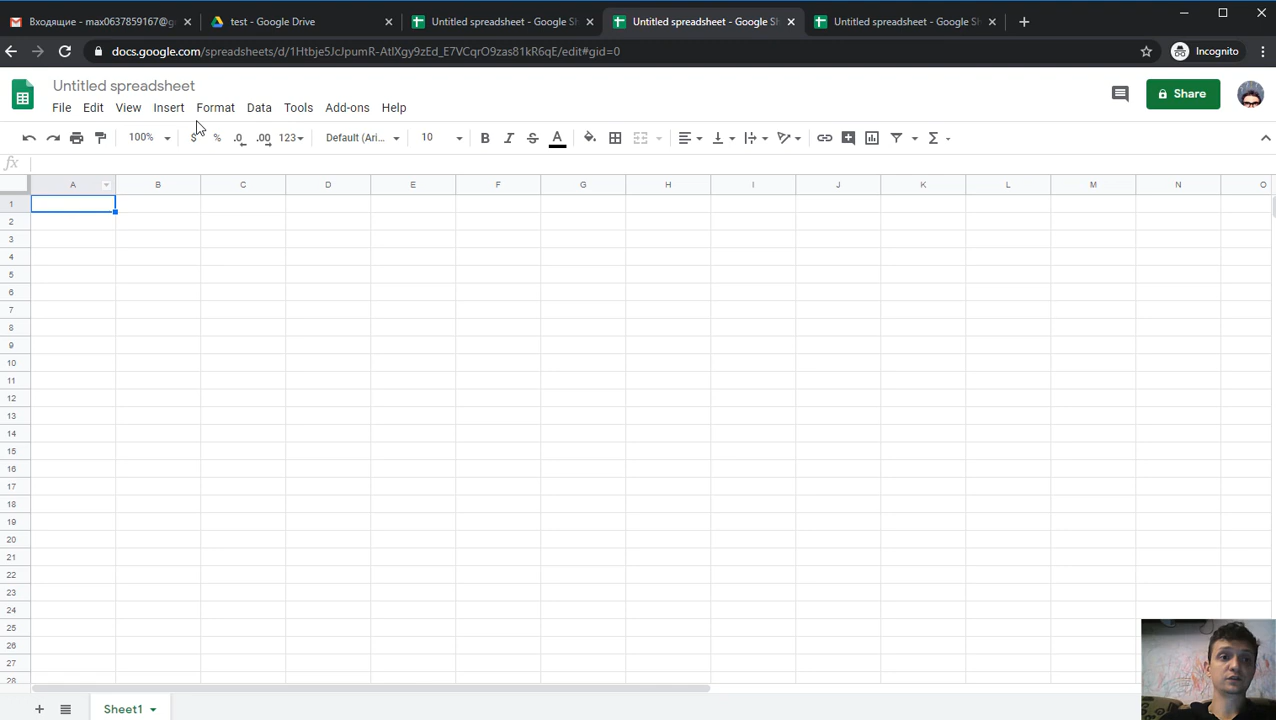 Входящие - max0637859167@g
test - Google Drive
Untitled spreadsheet - Google Sh
Untitled spreadsheet - Google Sh
Untitled spreadsheet - Google Sh
docs.google.com/spreadsheets/d/1Htbje5JcJpumR-AtlXgy9zEd_E7VCqrO9zas81kR6qE/edit#gid=0
Incognito
Untitled spreadsheet
File Edit View Insert Format Data Tools Add-ons Help
Share
100% $ % .0 .00 123 Default (Ari... 10 B I S A Σ
fx
A B C D E F G H I J K L M N O
1
2
3
4
5
6
7
8
9
10
11
12
13
14
15
16
17
18
19
20
21
22
23
24
25
26
27
28
Sheet1